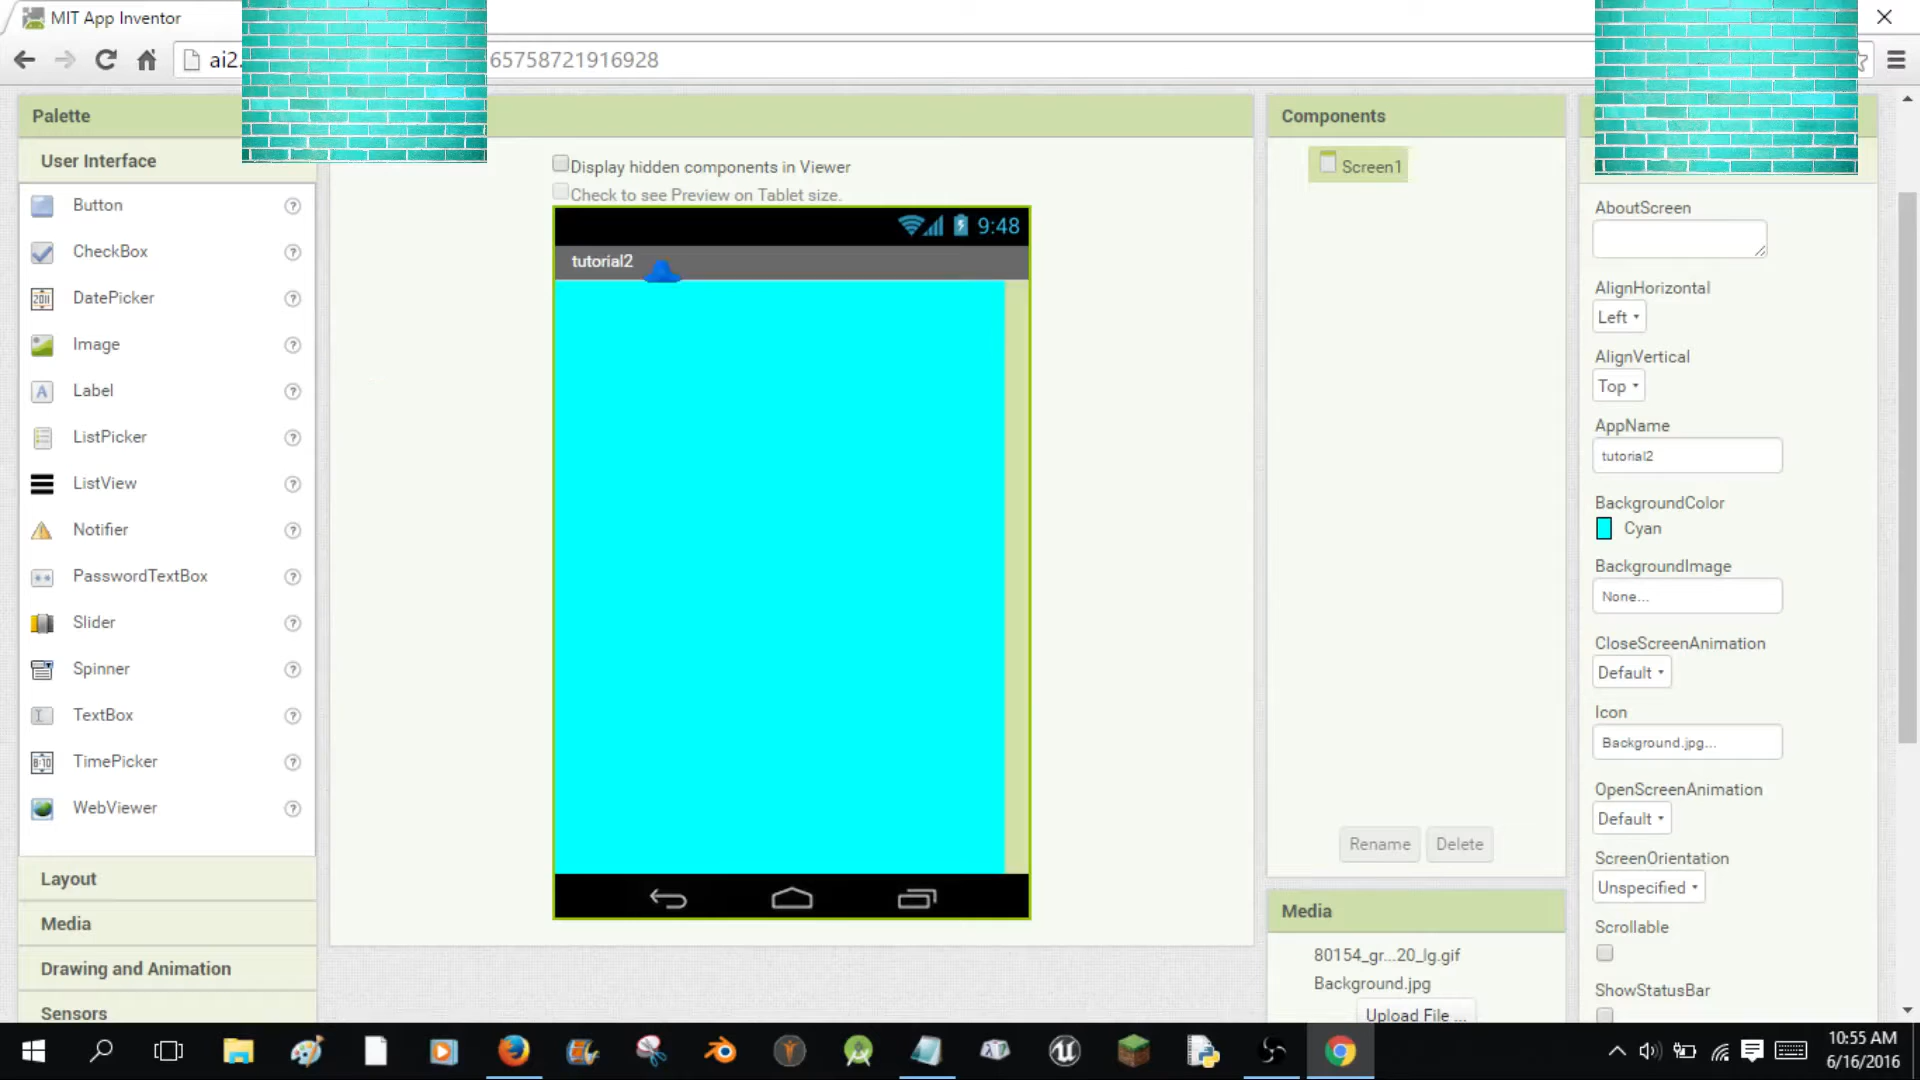 MIT App Inventor
ai2.
65758721916928
Palette
Components
User Interface
Display hidden components in Viewer
Screen1
Check to see Preview on Tablet size.
Button
CheckBox
DatePicker
Image
Label
ListPicker
ListView
Notifier
PasswordTextBox
Slider
Spinner
TextBox
TimePicker
WebViewer
Layout
Media
Drawing and Animation
Sensors
9:48
tutorial2
Rename
Delete
Media
80154_gr...20_lg.gif
Background.jpg
Upload File ...
AboutScreen
AlignHorizontal
Left
AlignVertical
Top
AppName
tutorial2
BackgroundColor
Cyan
BackgroundImage
None...
CloseScreenAnimation
Default
Icon
Background.jpg...
OpenScreenAnimation
Default
ScreenOrientation
Unspecified
Scrollable
ShowStatusBar
10:55 AM
6/16/2016